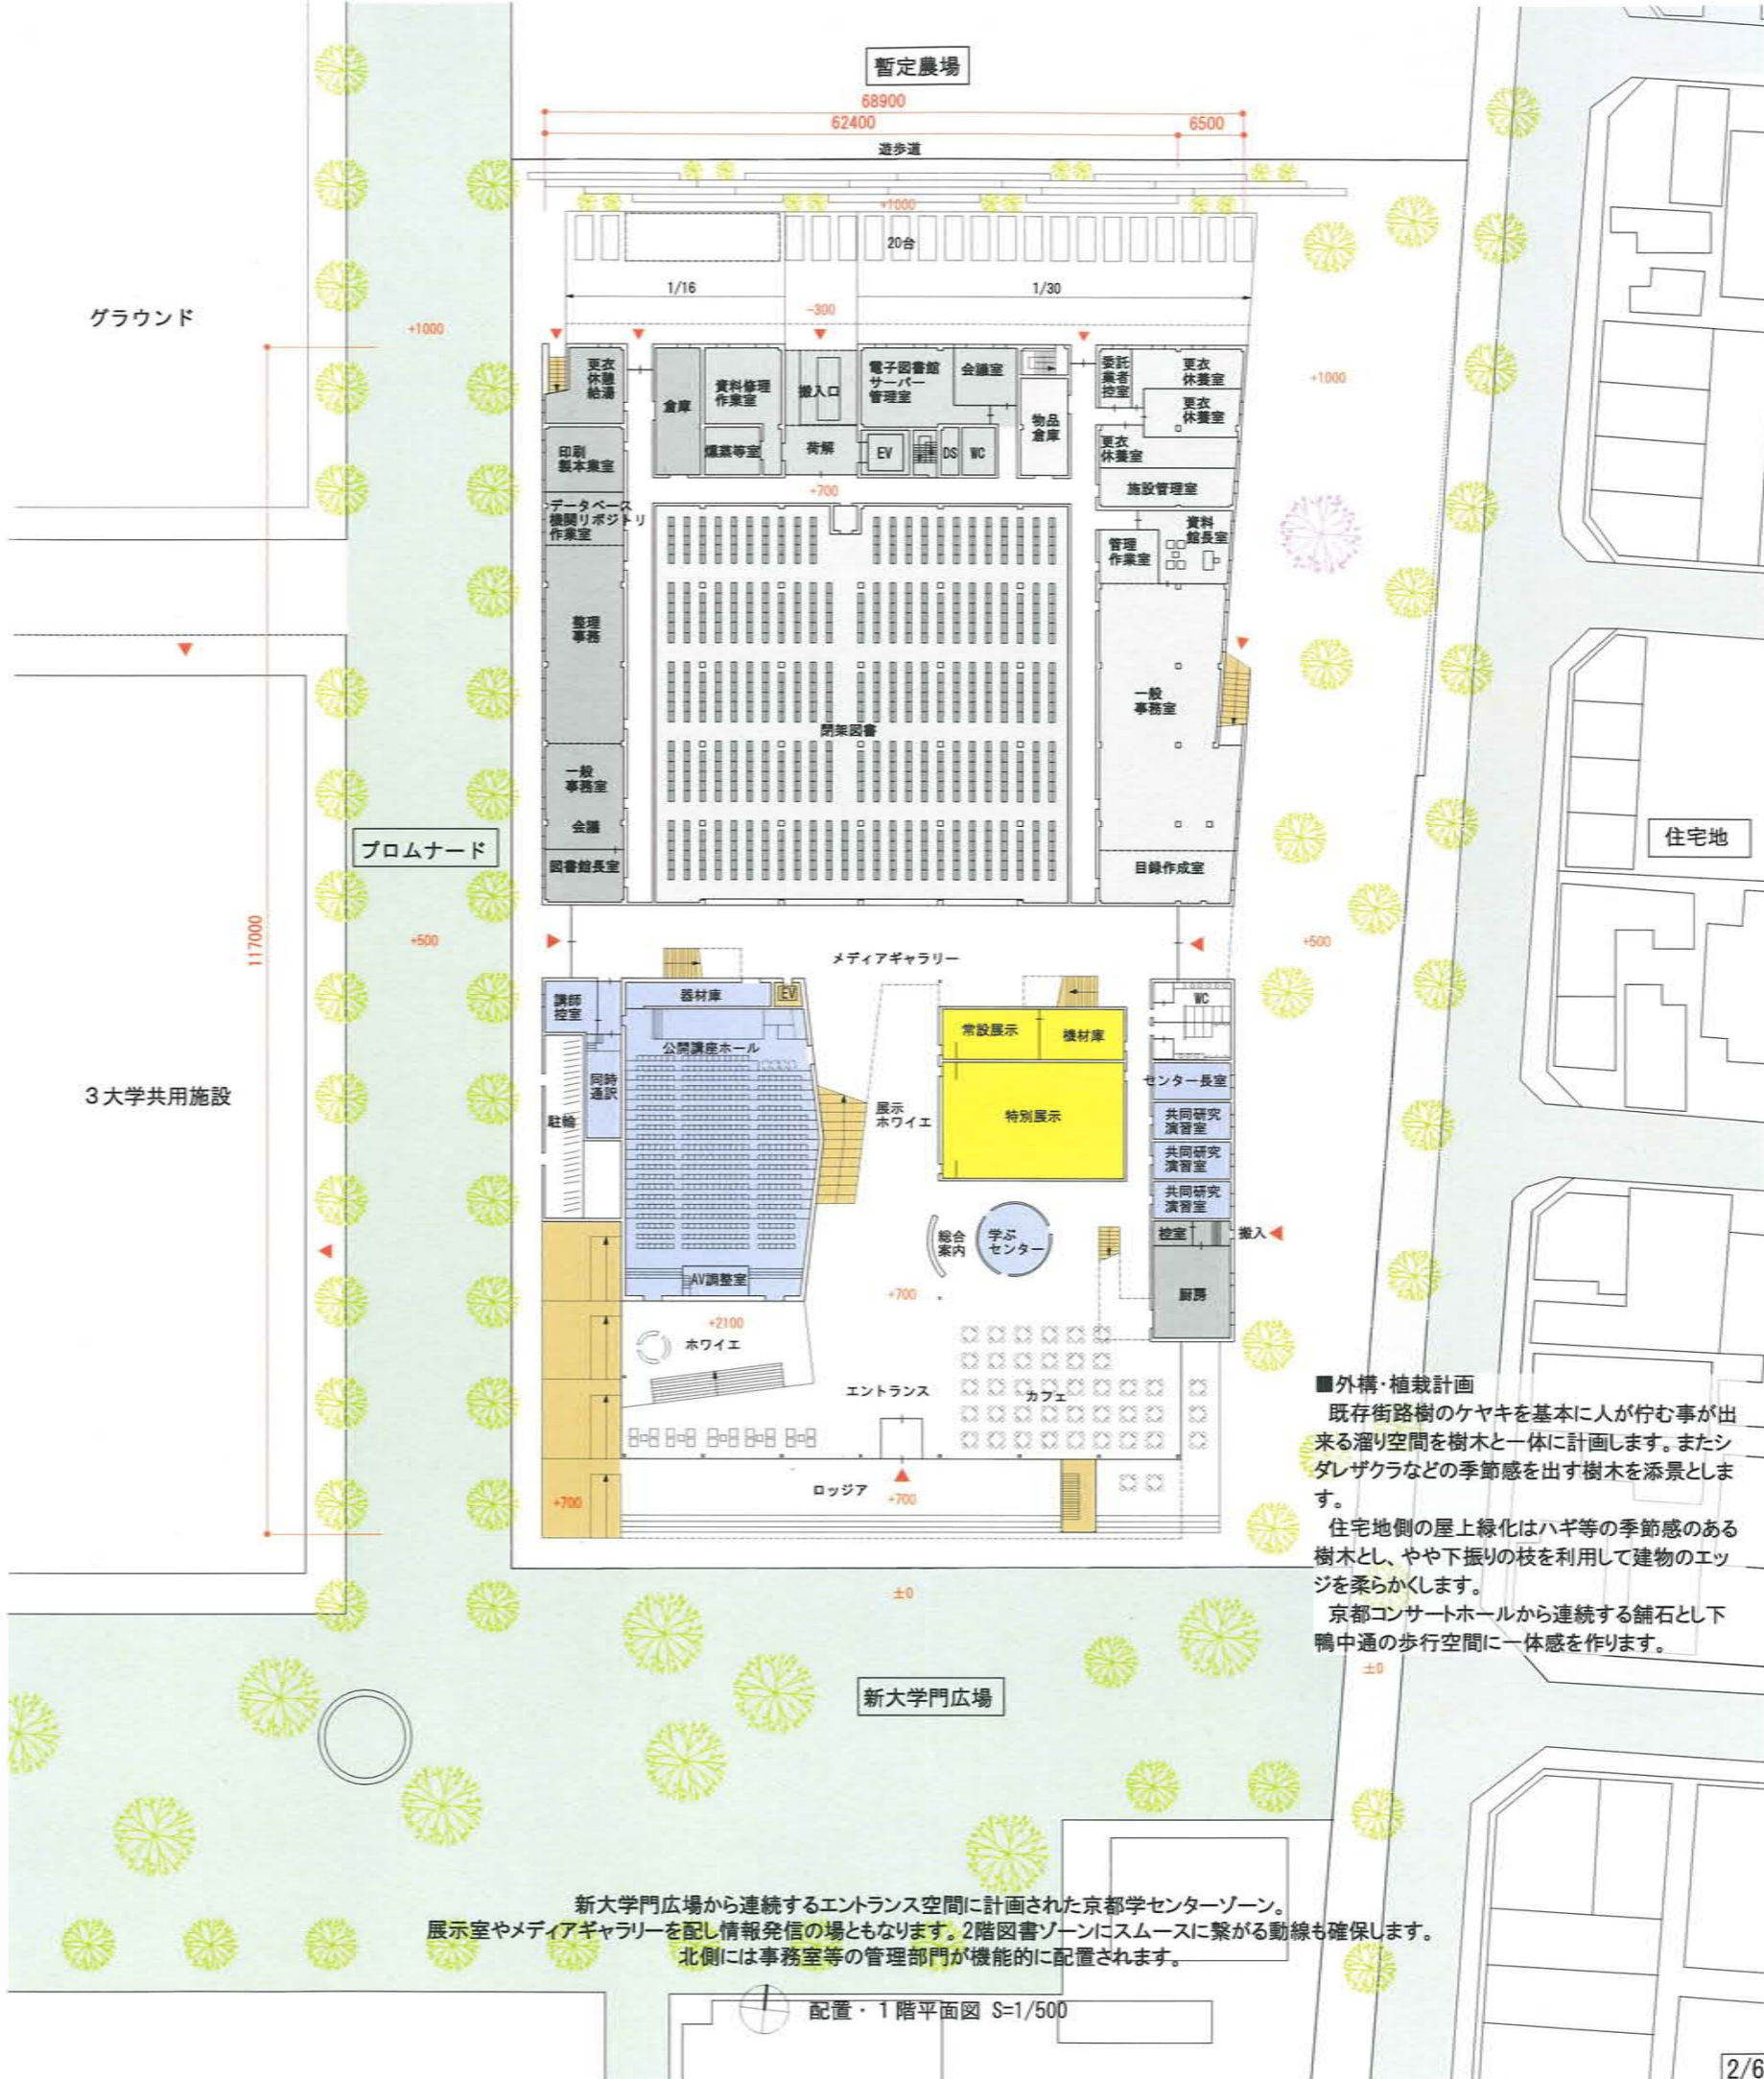 暫定農場
68900
62400
6500
遊歩道
+1000
20台
1/16
1/30
-300
グラウンド
+1000
+1000
更衣
休憩
給湯
倉庫
資料修理
作業室
搬入口
電子図書館
サーバー
管理室
会議室
委託
業者
控室
更衣
休養室
更衣
休養室
物品
倉庫
印刷
製本業室
燻蒸等室
荷解
EV
DS
WC
更衣
休養室
施設管理室
+700
データベース
機関リポジトリ
作業室
資料
館長室
管理
作業室
整理
事務
一般
事務室
閉架図書
一般
事務室
会議
図書館長室
目録作成室
住宅地
プロムナード
117000
+500
+500
メディアギャラリー
講師
控室
器材庫
EV
WC
公開講座ホール
常設展示
機材庫
同時
通訳
センター長室
3大学共用施設
駐輪
展示
ホワイエ
特別展示
共同研究
演習室
共同研究
演習室
共同研究
演習室
総合
案内
学ぶ
センター
控室
搬入
AV調整室
厨房
+700
+2100
ホワイエ
エントランス
カフェ
ロッジア
+700
+700
■外構・植栽計画
既存街路樹のケヤキを基本に人が佇む事が出
来る溜り空間を樹木と一体に計画します。またシ
ダレザクラなどの季節感を出す樹木を添景としま
す。
住宅地側の屋上緑化はハギ等の季節感のある
樹木とし、やや下振りの枝を利用して建物のエッ
ジを柔らかくします。
京都コンサートホールから連続する舗石とし下
鴨中通の歩行空間に一体感を作ります。
±0
±0
新大学門広場
新大学門広場から連続するエントランス空間に計画された京都学センターゾーン。
展示室やメディアギャラリーを配し情報発信の場ともなります。2階図書ゾーンにスムースに繋がる動線も確保します。
北側には事務室等の管理部門が機能的に配置されます。
配置・1階平面図 S=1/500
2/6